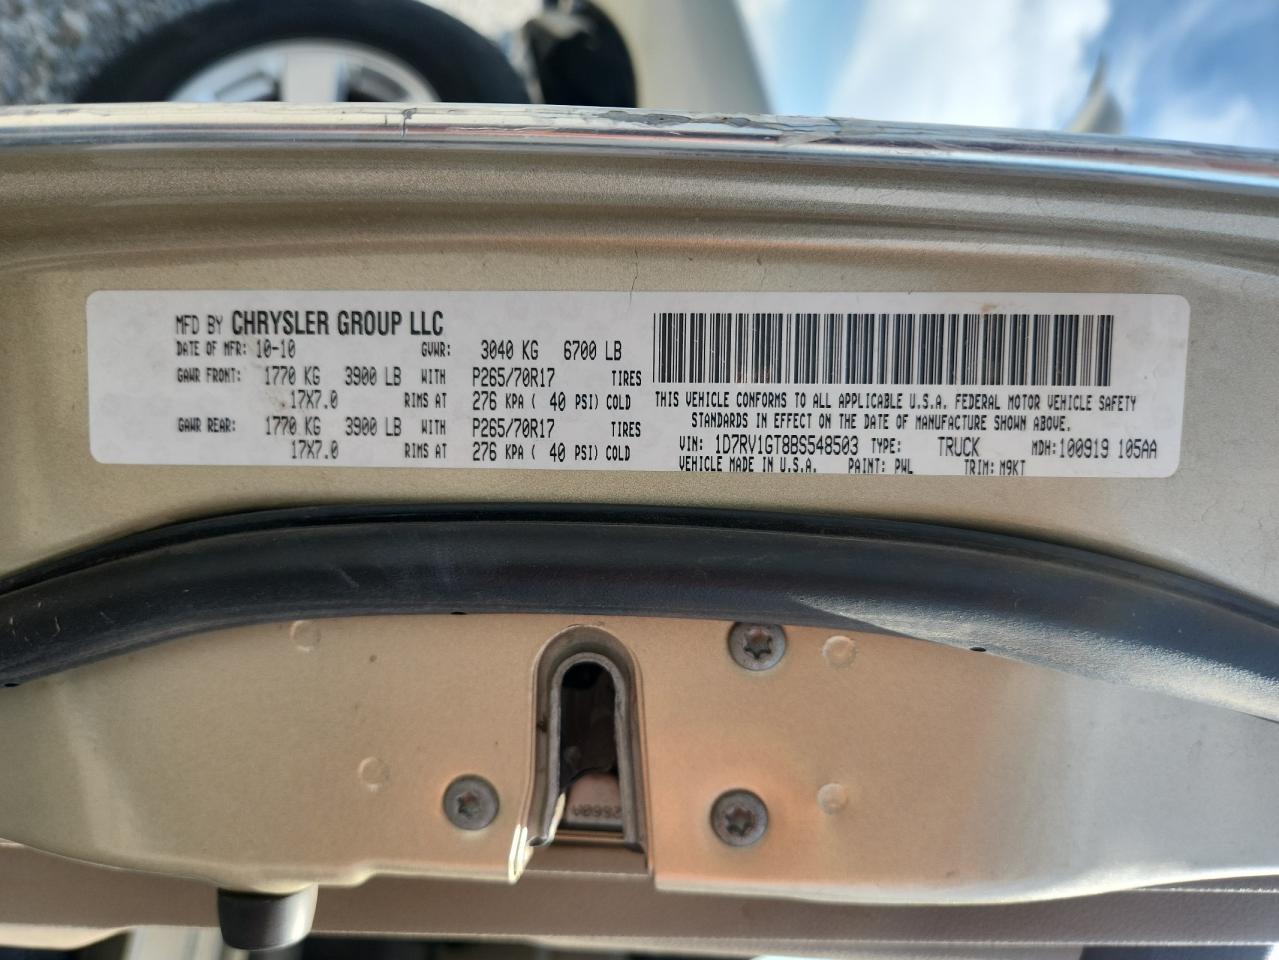 MFD BY CHRYSLER GROUP LLC
DATE OF MFR: 10-10 GVWR: 3040 KG 6700 LB
GAWR FRONT: 1770 KG 3900 LB WITH P265/70R17 TIRES
17X7.0 RIMS AT 276 KPA ( 40 PSI) COLD
GAWR REAR: 1770 KG 3900 LB WITH P265/70R17 TIRES
17X7.0 RIMS AT 276 KPA ( 40 PSI) COLD
THIS VEHICLE CONFORMS TO ALL APPLICABLE U.S.A. FEDERAL MOTOR VEHICLE SAFETY
STANDARDS IN EFFECT ON THE DATE OF MANUFACTURE SHOWN ABOVE.
VIN: 1D7RV1GT8BS548503 TYPE: TRUCK MDH:100919 105AA
VEHICLE MADE IN U.S.A. PAINT: PWL TRIM: M9KT